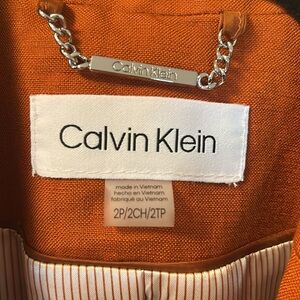 Calvin Klein
Calvin Klein
made in Vietnam
hecho en Vietnam
fabriqué au Vietnam
2P/2CH/2TP